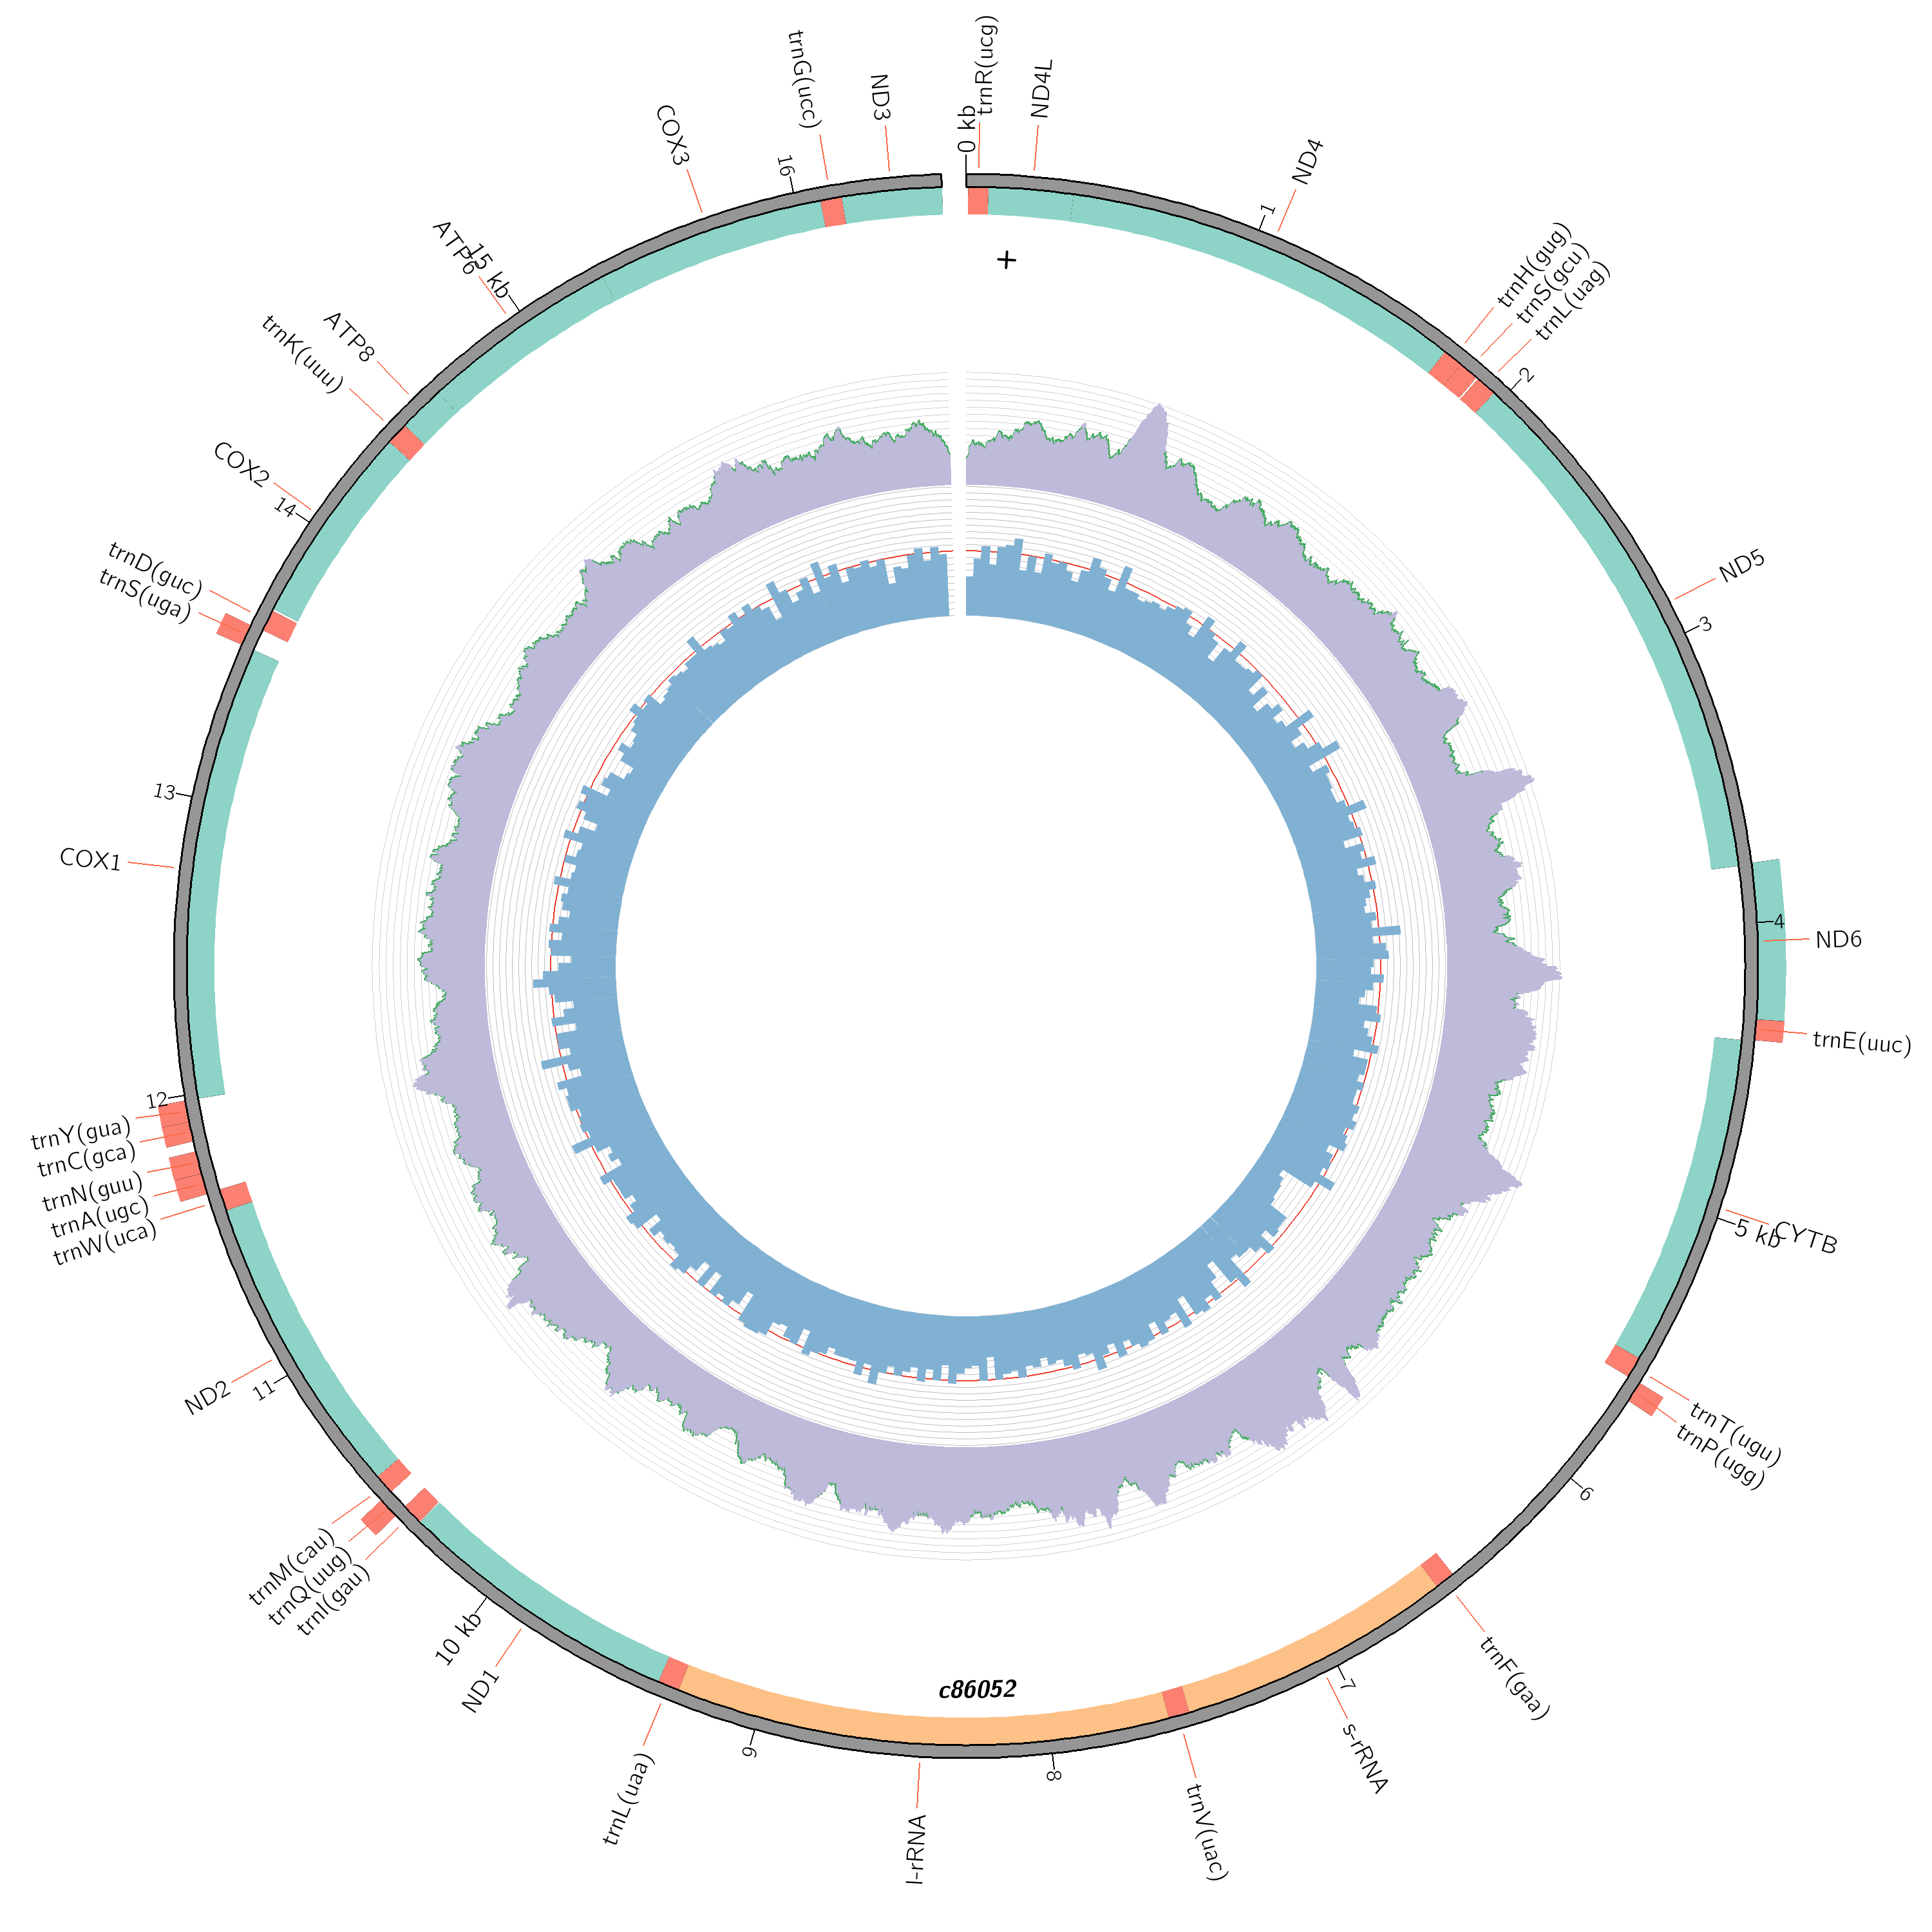 0 kb
trnR(ucg)
ND4L
1
ND4
trnH(gug)
trnS(gcu)
trnL(uag)
2
ND5
3
4
ND6
trnE(uuc)
5 kb
CYTB
trnT(ugu)
trnP(ugg)
6
trnF(gaa)
7
s-rRNA
trnV(uac)
8
l-rRNA
9
trnL(uaa)
ND1
10 kb
trnI(gau)
trnQ(uug)
trnM(cau)
11
ND2
trnW(uca)
trnA(ugc)
trnN(guu)
trnC(gca)
trnY(gua)
12
COX1
13
trnS(uga)
trnD(guc)
14
COX2
trnK(uuu)
ATP8
15 kb
ATP6
COX3
16
trnG(ucc)
ND3
+
c86052